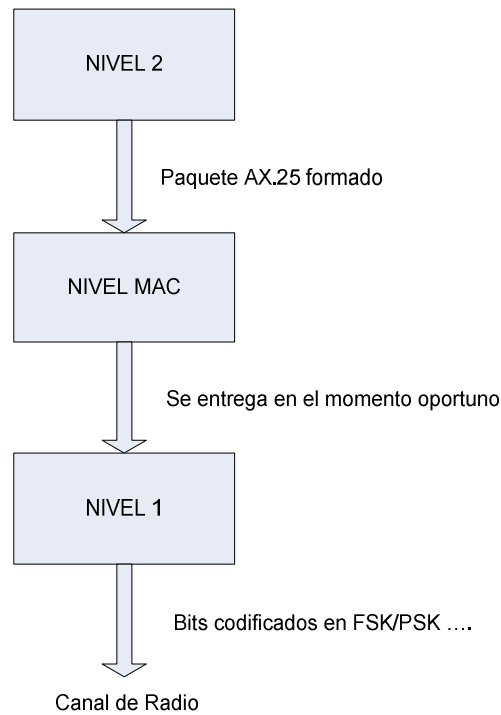 NIVEL 2
Paquete AX.25 formado
NIVEL MAC
Se entrega en el momento oportuno
NIVEL 1
Bits codificados en FSK/PSK ….
Canal de Radio